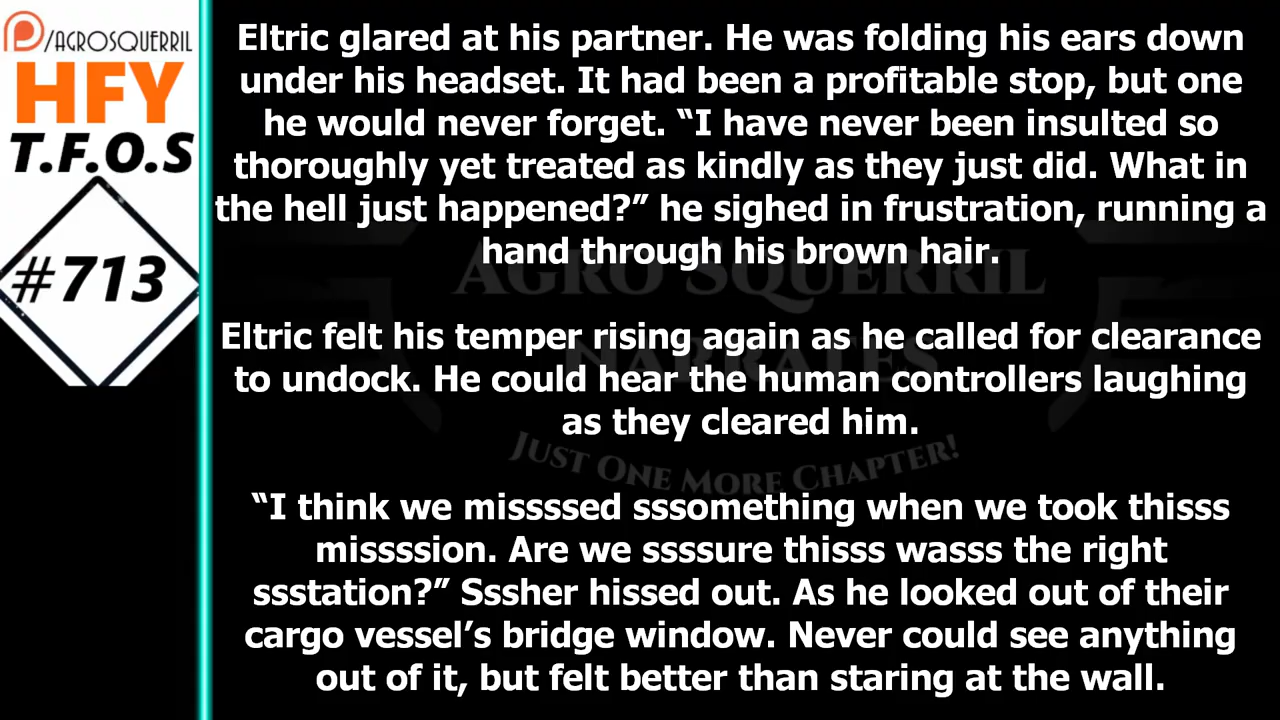 /AGROSQUERRIL
HFY
T.F.O.S
#713
Eltric glared at his partner. He was folding his ears down
under his headset. It had been a profitable stop, but one
he would never forget. “I have never been insulted so
thoroughly yet treated as kindly as they just did. What in
the hell just happened?” he sighed in frustration, running a
hand through his brown hair.
Eltric felt his temper rising again as he called for clearance
to undock. He could hear the human controllers laughing
as they cleared him.
“I think we missssed sssomething when we took thisss
missssion. Are we ssssure thisss wasss the right
ssstation?” Sssher hissed out. As he looked out of their
cargo vessel’s bridge window. Never could see anything
out of it, but felt better than staring at the wall.
AGRO SQUERRIL
NARRATES
JUST ONE MORE CHAPTER!